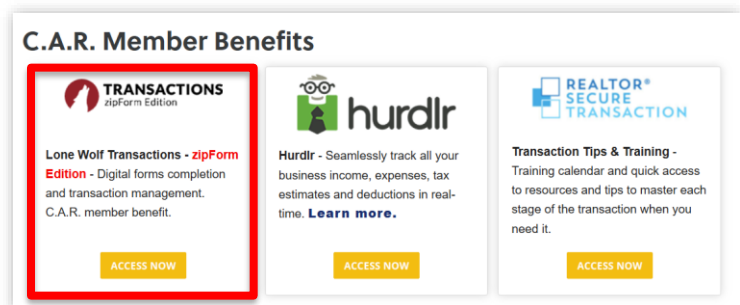 C.A.R. Member Benefits
TRANSACTIONS
zipForm Edition
Lone Wolf Transactions - zipForm
Edition - Digital forms completion
and transaction management.
C.A.R. member benefit.
ACCESS NOW
hurdlr
Hurdlr - Seamlessly track all your
business income, expenses, tax
estimates and deductions in real-
time. Learn more.
ACCESS NOW
REALTOR®
SECURE
TRANSACTION
Transaction Tips & Training -
Training calendar and quick access
to resources and tips to master each
stage of the transaction when you
need it.
ACCESS NOW